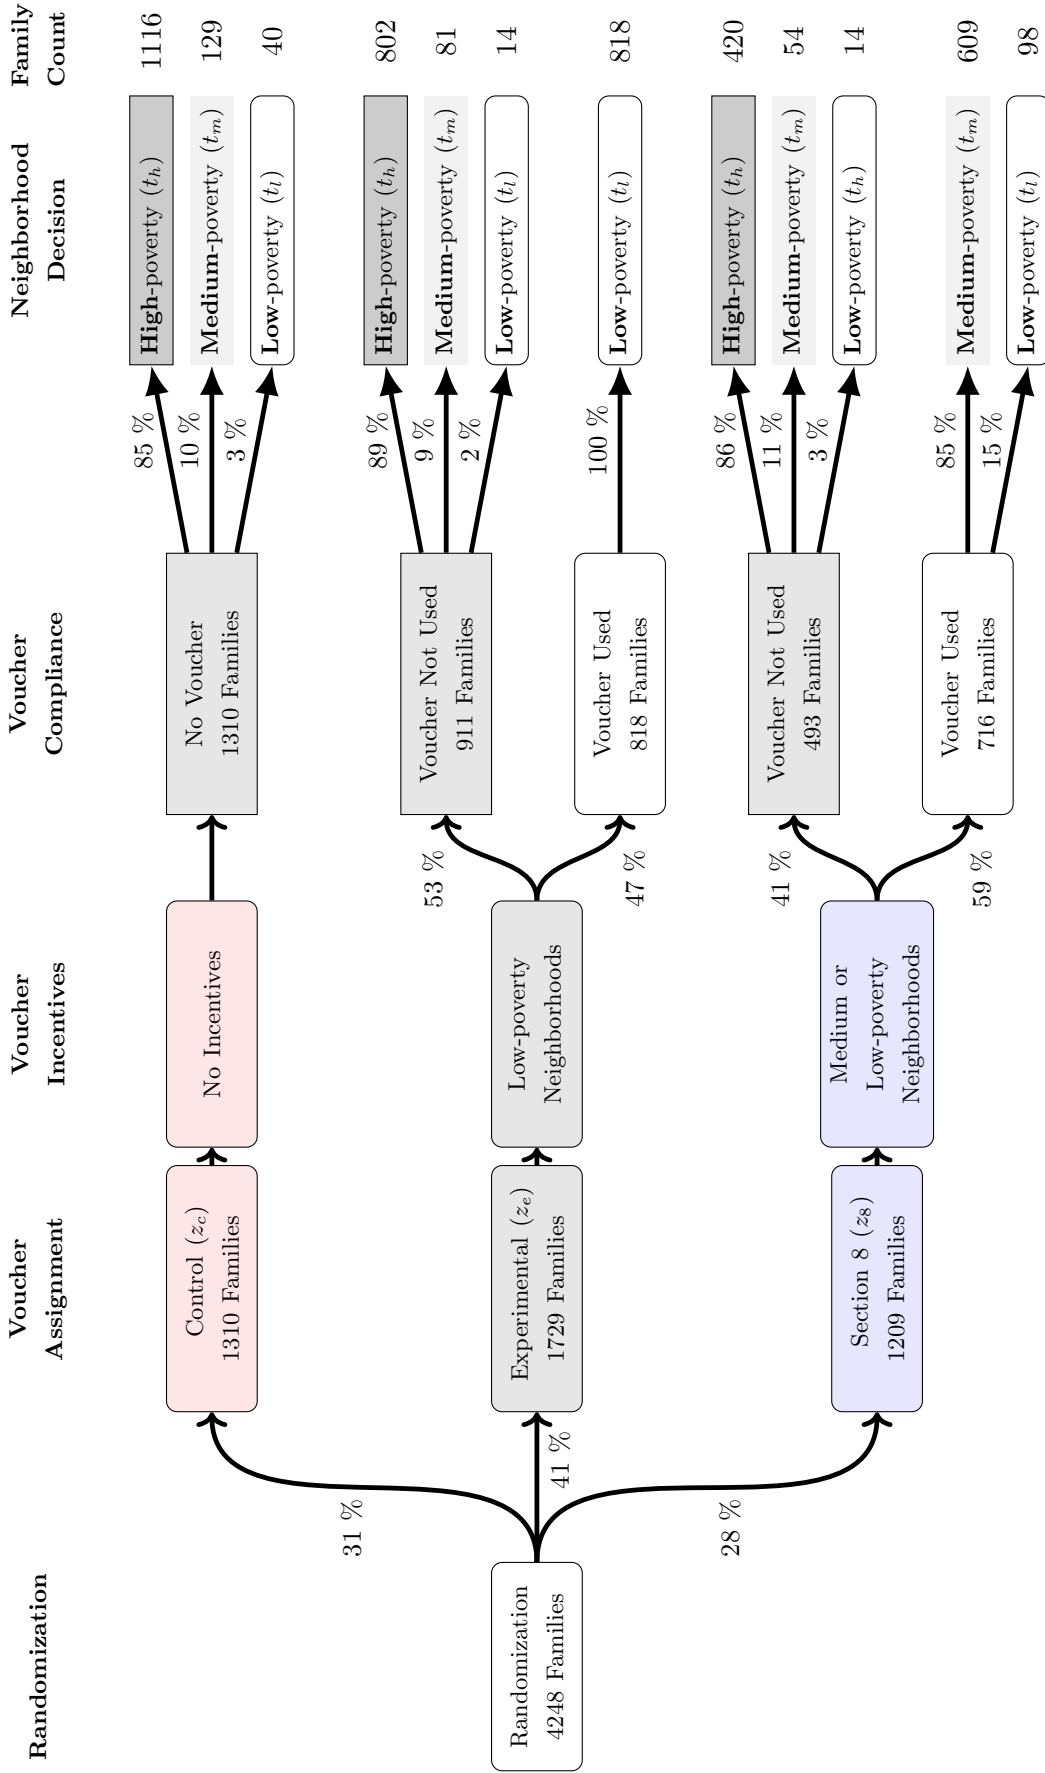 Randomization
Voucher
Assignment
Voucher
Incentives
Voucher
Compliance
Neighborhood
Decision
Family
Count
Randomization
4248 Families
31 %
41 %
28 %
Control (z_c)
1310 Families
No Incentives
No Voucher
1310 Families
85 %
10 %
3 %
High-poverty (t_h)
1116
Medium-poverty (t_m)
129
Low-poverty (t_l)
40
Experimental (z_e)
1729 Families
Low-poverty
Neighborhoods
53 %
47 %
Voucher Not Used
911 Families
89 %
9 %
2 %
High-poverty (t_h)
802
Medium-poverty (t_m)
81
Low-poverty (t_l)
14
Voucher Used
818 Families
100 %
Low-poverty (t_l)
818
Section 8 (z_8)
1209 Families
Medium or
Low-poverty
Neighborhoods
41 %
59 %
Voucher Not Used
493 Families
86 %
11 %
3 %
High-poverty (t_h)
420
Medium-poverty (t_m)
54
Low-poverty (t_h)
14
Voucher Used
716 Families
85 %
15 %
Medium-poverty (t_m)
609
Low-poverty (t_l)
98